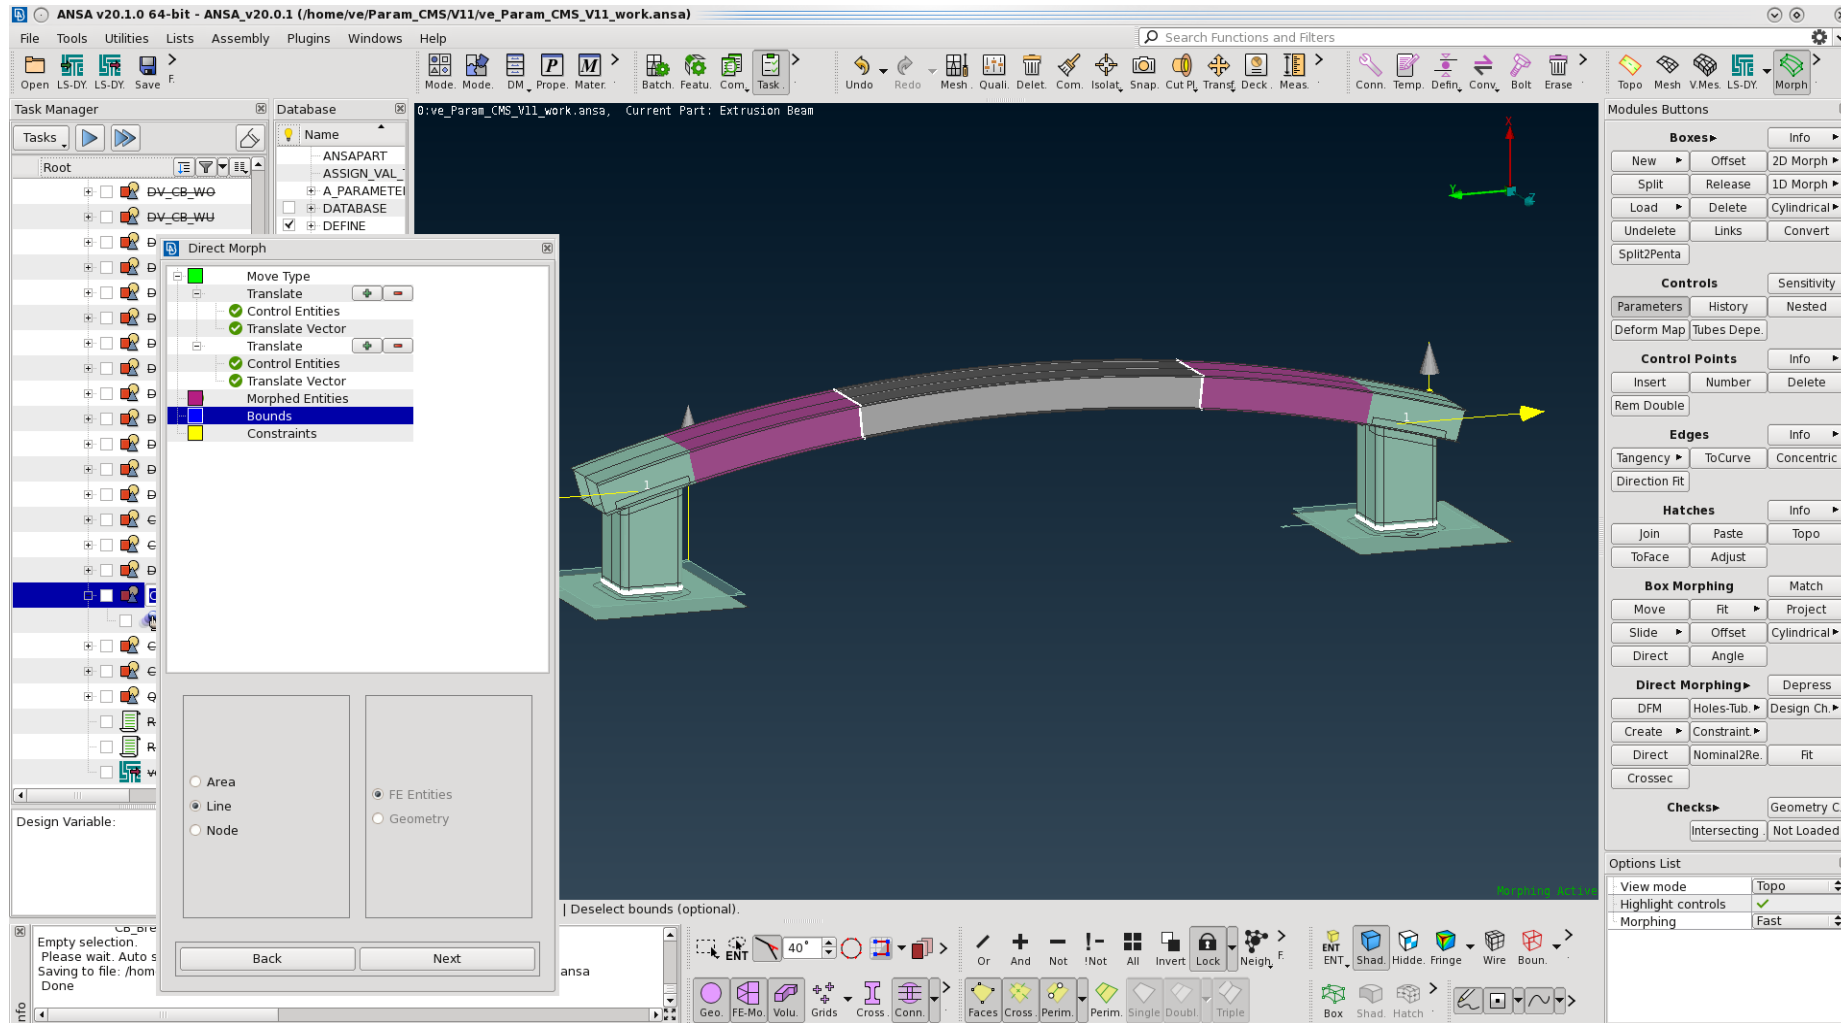 ANSA v20.1.0 64-bit - ANSA_v20.0.1 (/home/ve/Param_CMS/V11/ve_Param_CMS_V11_work.ansa)
File Tools Utilities Lists Assembly Plugins Windows Help
Search Functions and Filters
Open LS-DY. LS-DY. Save F. Mode. Mode. DM Prope. Mater. Batch. Featu. Com. Task. Undo Redo Mesh. Quali. Delet. Com. Isolat. Snap. Cut Pl. Transf. Deck. Meas. Conn. Temp. Defin. Conv. Bolt Erase Topo Mesh V.Mes. LS-DY. Morph
Task Manager
Tasks
Root
DV_CB_WO
DV_CB_WU
Design Variable:
Database
Name
ANSAPART
ASSIGN_VAL_
A_PARAMETE
DATABASE
DEFINE
0:ve_Param_CMS_V11_work.ansa, Current Part: Extrusion Beam
X
Y
Z
1
1
Morphing Active
Direct Morph
Move Type
Translate
Control Entities
Translate Vector
Translate
Control Entities
Translate Vector
Morphed Entities
Bounds
Constraints
Area
Line
Node
FE Entities
Geometry
Back Next
| Deselect bounds (optional).
CB_Bre
Empty selection.
Please wait. Auto s
Saving to file: /hom
ansa
Done
nfo
ENT 40° Or And Not !Not All Invert Lock Neigh. F. ENT Shad. Hidde. Fringe Wire Boun.
Geo. FE-Mo. Volu. Grids Cross. Conn. Faces Cross. Perim. Perim. Single Doubl. Triple Box Shad. Hatch
Modules Buttons
Boxes Info
New Offset 2D Morph
Split Release 1D Morph
Load Delete Cylindrical
Undelete Links Convert
Split2Penta
Controls Sensitivity
Parameters History Nested
Deform Map Tubes Depe.
Control Points Info
Insert Number Delete
Rem Double
Edges Info
Tangency ToCurve Concentric
Direction Fit
Hatches Info
Join Paste Topo
ToFace Adjust
Box Morphing Match
Move Fit Project
Slide Offset Cylindrical
Direct Angle
Direct Morphing Depress
DFM Holes-Tub. Design Ch.
Create Constraint.
Direct Nominal2Re. Fit
Crossec
Checks Geometry C.
Intersecting. Not Loaded
Options List
View mode Topo
Highlight controls
Morphing Fast